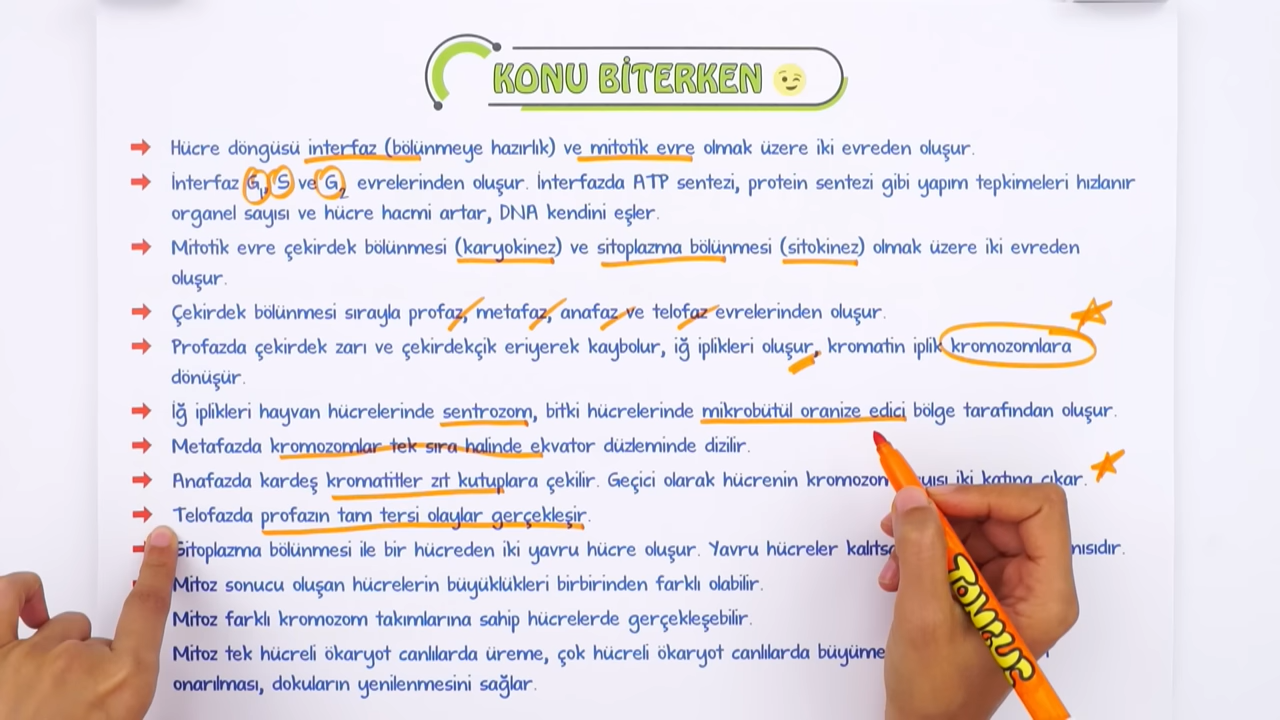 KONU BİTERKEN
Hücre döngüsü interfaz (bölünmeye hazırlık) ve mitotik evre olmak üzere iki evreden oluşur.
İnterfaz G1, S ve G2 evrelerinden oluşur. İnterfazda ATP sentezi, protein sentezi gibi yapım tepkimeleri hızlanır
organel sayısı ve hücre hacmi artar, DNA kendini eşler.
Mitotik evre çekirdek bölünmesi (karyokinez) ve sitoplazma bölünmesi (sitokinez) olmak üzere iki evreden
oluşur.
Çekirdek bölünmesi sırayla profaz, metafaz, anafaz ve telofaz evrelerinden oluşur.
Profazda çekirdek zarı ve çekirdekçik eriyerek kaybolur, iğ iplikleri oluşur, kromatin iplik kromozomlara
dönüşür.
İğ iplikleri hayvan hücrelerinde sentrozom, bitki hücrelerinde mikrobütül oranize edici bölge tarafından oluşur.
Metafazda kromozomlar tek sıra halinde ekvator düzleminde dizilir.
Anafazda kardeş kromatitler zıt kutuplara çekilir. Geçici olarak hücrenin kromozom sayısı iki katına çıkar.
Telofazda profazın tam tersi olaylar gerçekleşir.
Sitoplazma bölünmesi ile bir hücreden iki yavru hücre oluşur. Yavru hücreler
Mitoz sonucu oluşan hücrelerin büyüklükleri birbirinden farklı olabilir.
Mitoz farklı kromozom takımlarına sahip hücrelerde gerçekleşebilir.
Mitoz tek hücreli ökaryot canlılarda üreme, çok hücreli ökaryot canlılarda büyüme
onarılması, dokuların yenilenmesini sağlar.
TONGUÇ